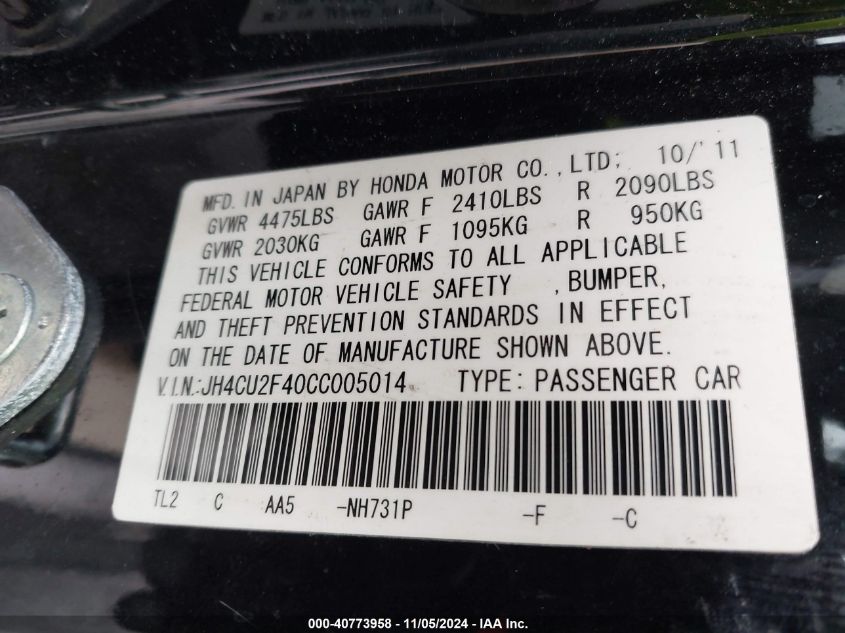 MFD. IN JAPAN BY HONDA MOTOR CO., LTD; 10/'11
GVWR 4475LBS GAWR F 2410LBS R 2090LBS
GVWR 2030KG GAWR F 1095KG R 950KG
THIS VEHICLE CONFORMS TO ALL APPLICABLE
FEDERAL MOTOR VEHICLE SAFETY , BUMPER,
AND THEFT PREVENTION STANDARDS IN EFFECT
ON THE DATE OF MANUFACTURE SHOWN ABOVE.
V.I.N.:JH4CU2F40CC005014 TYPE: PASSENGER CAR
TL2 C AA5 -NH731P -F -C
000-40773958 - 11/05/2024 - IAA Inc.